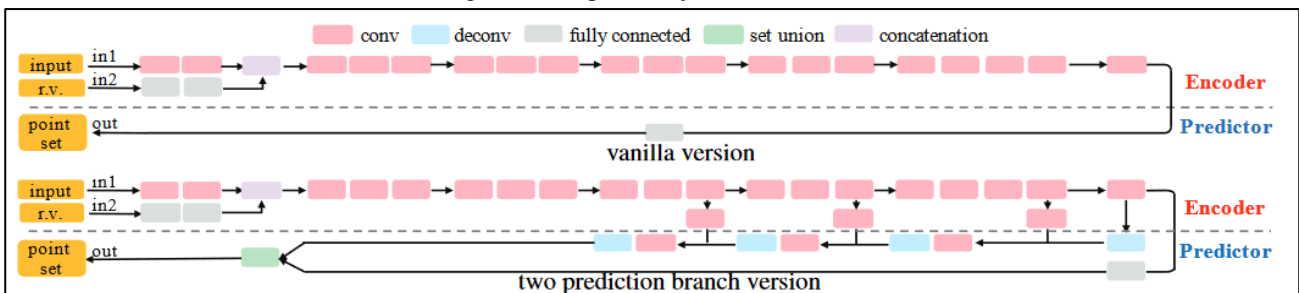 conv deconv fully connected set union concatenation
input in1
r.v. in2
Encoder
point set out
Predictor
vanilla version
input in1
r.v. in2
Encoder
point set out
Predictor
two prediction branch version